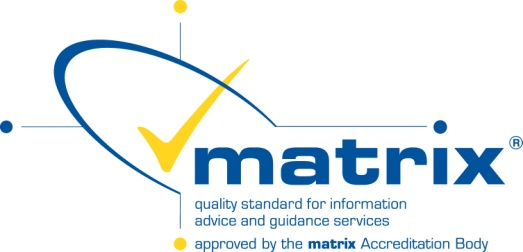 matrix®
quality standard for information
advice and guidance services
approved by the matrix Accreditation Body